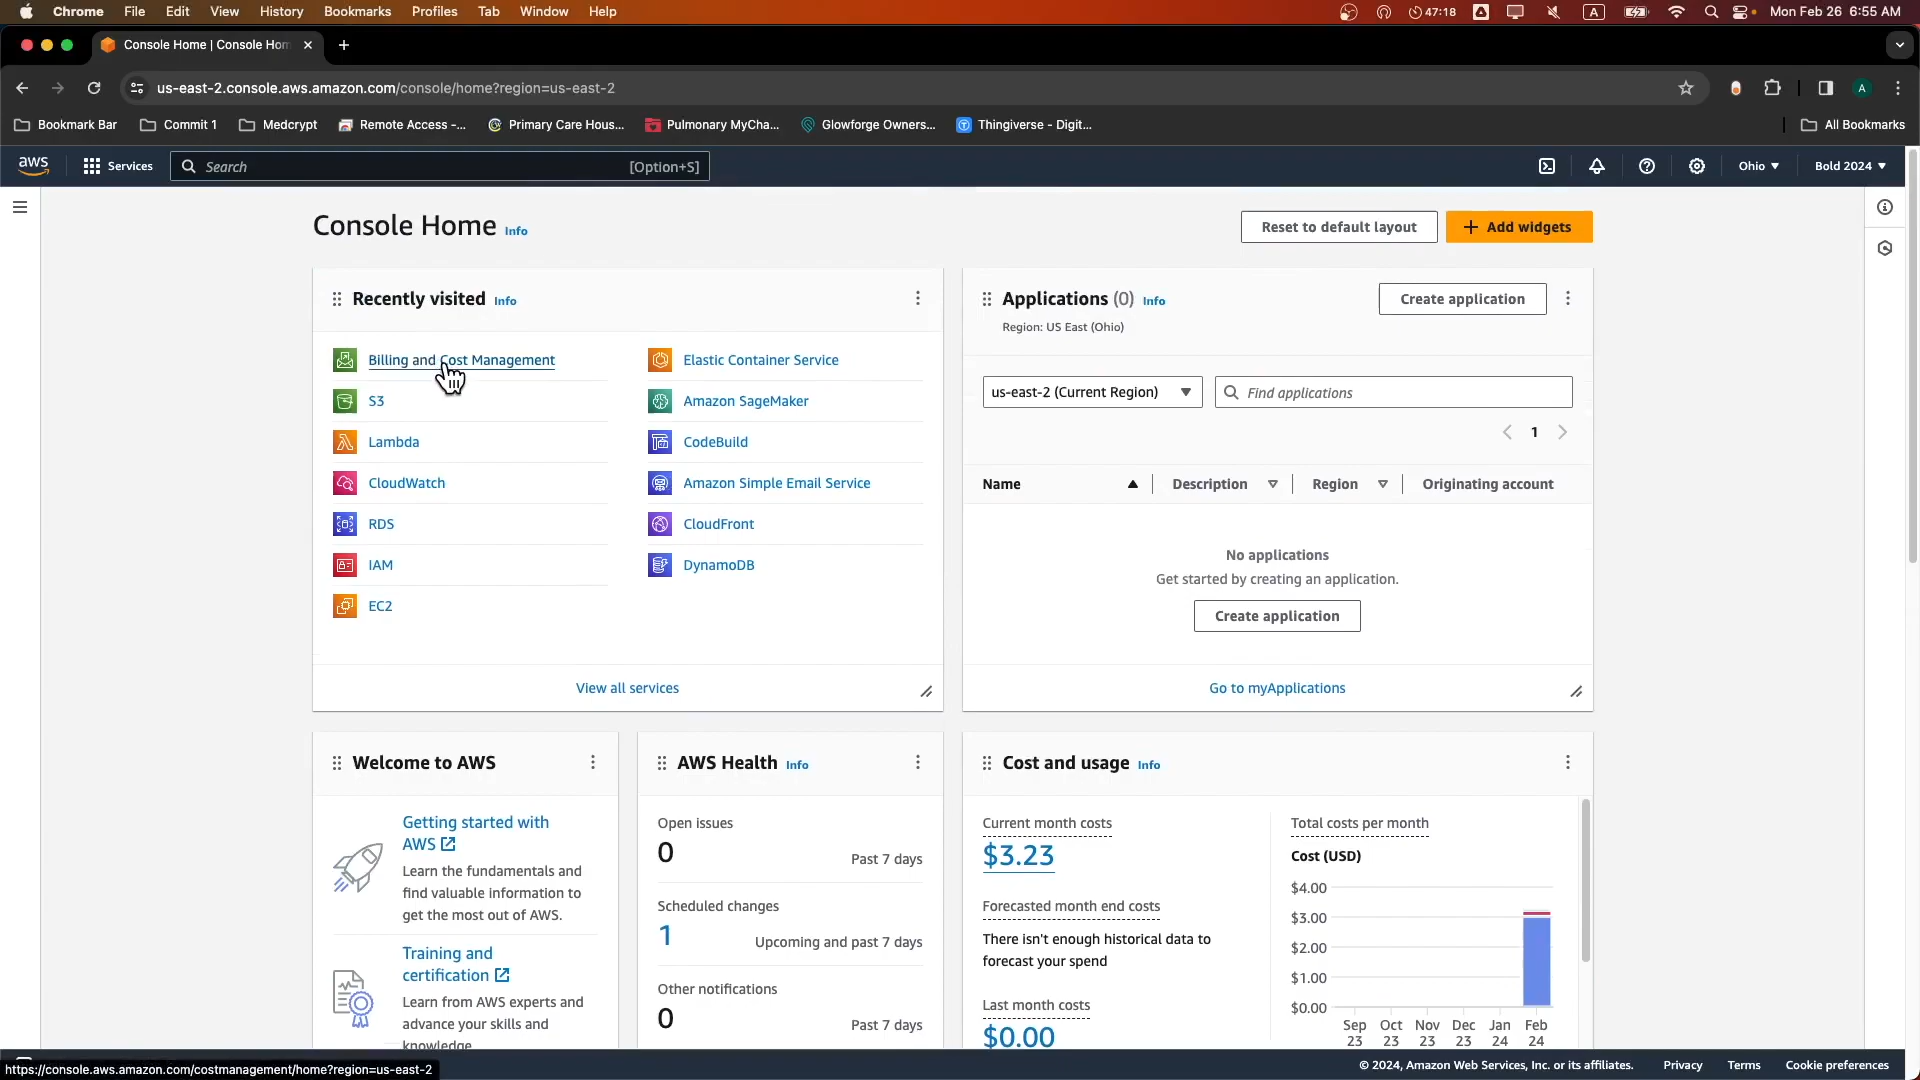 Chrome File Edit View History Bookmarks Profiles Tab Window Help
47:18 A Mon Feb 26 6:55 AM
Console Home | Console Hom
us-east-2.console.aws.amazon.com/console/home?region=us-east-2
A
Bookmark Bar Commit 1 Medcrypt Remote Access -... Primary Care Hous... Pulmonary MyCha... Glowforge Owners... Thingiverse - Digit... All Bookmarks
aws Services Search [Option+S] Ohio Bold 2024
Console Home Info
Reset to default layout
Add widgets
Recently visited Info
Billing and Cost Management
S3
Lambda
CloudWatch
RDS
IAM
EC2
Elastic Container Service
Amazon SageMaker
CodeBuild
Amazon Simple Email Service
CloudFront
DynamoDB
View all services
Applications (0) Info
Region: US East (Ohio)
Create application
us-east-2 (Current Region)
Find applications
1
Name Description Region Originating account
No applications
Get started by creating an application.
Create application
Go to myApplications
Welcome to AWS
Getting started with
AWS
Learn the fundamentals and
find valuable information to
get the most out of AWS.
Training and
certification
Learn from AWS experts and
advance your skills and
knowledge
AWS Health Info
Open issues
0 Past 7 days
Scheduled changes
1 Upcoming and past 7 days
Other notifications
0 Past 7 days
Cost and usage Info
Current month costs
$3.23
Forecasted month end costs
There isn't enough historical data to
forecast your spend
Last month costs
$0.00
Total costs per month
Cost (USD)
$4.00
$3.00
$2.00
$1.00
$0.00
Sep Oct Nov Dec Jan Feb
23 23 23 23 24 24
https://console.aws.amazon.com/costmanagement/home?region=us-east-2
© 2024, Amazon Web Services, Inc. or its affiliates. Privacy Terms Cookie preferences